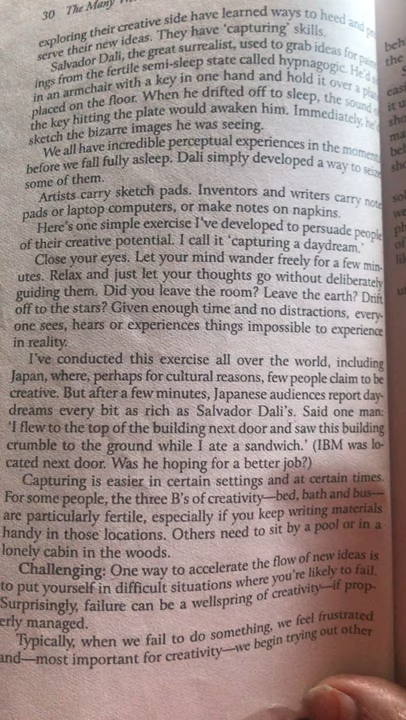 30 The Many
exploring their creative side have learned ways to heed and
serve their new ideas. They have 'capturing' skills.
Salvador Dali, the great surrealist, used to grab ideas for
ings from the fertile semi-sleep state called hypnagogic. He'd
in an armchair with a key in one hand and hold it over a
placed on the floor. When he drifted off to sleep, the sound
the key hitting the plate would awaken him. Immediately, he'd
sketch the bizarre images he was seeing.
We all have incredible perceptual experiences in the moments
before we fall fully asleep. Dali simply developed a way to seize
some of them.
Artists carry sketch pads. Inventors and writers carry note
pads or laptop computers, or make notes on napkins.
Here's one simple exercise I've developed to persuade people
of their creative potential. I call it 'capturing a daydream.'
Close your eyes. Let your mind wander freely for a few min-
utes. Relax and just let your thoughts go without deliberately
guiding them. Did you leave the room? Leave the earth? Drift
off to the stars? Given enough time and no distractions, every-
one sees, hears or experiences things impossible to experience
in reality.
I've conducted this exercise all over the world, including
Japan, where, perhaps for cultural reasons, few people claim to be
creative. But after a few minutes, Japanese audiences report day-
dreams every bit as rich as Salvador Dali's. Said one man:
'I flew to the top of the building next door and saw this building
crumble to the ground while I ate a sandwich.' (IBM was lo-
cated next door. Was he hoping for a better job?)
Capturing is easier in certain settings and at certain times.
For some people, the three B's of creativity—bed, bath and bus—
are particularly fertile, especially if you keep writing materials
handy in those locations. Others need to sit by a pool or in a
lonely cabin in the woods.
Challenging: One way to accelerate the flow of new ideas is
to put yourself in difficult situations where you're likely to fail.
Surprisingly, failure can be a wellspring of creativity—if prop-
erly managed.
Typically, when we fail to do something, we feel frustrated
and—most important for creativity—we begin trying out other